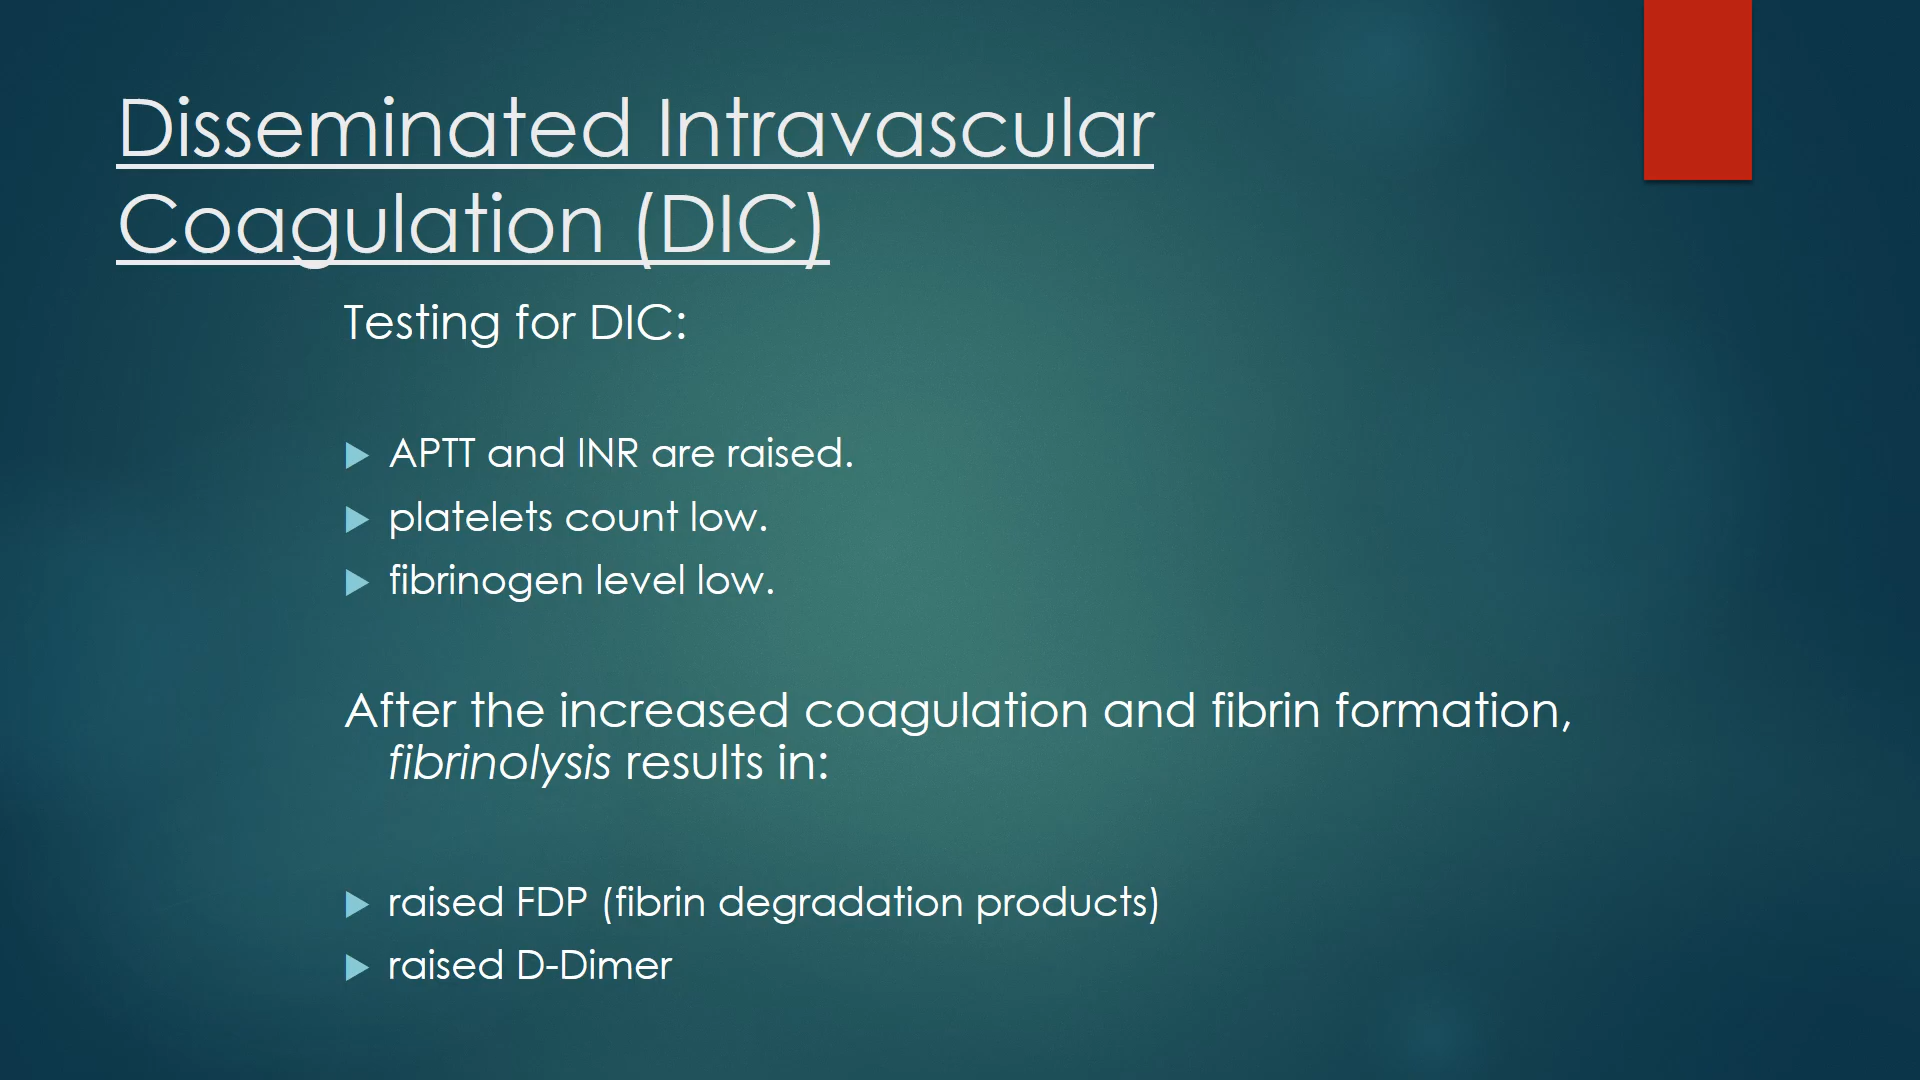 Disseminated Intravascular
Coagulation (DIC)
Testing for DIC:
APTT and INR are raised.
platelets count low.
fibrinogen level low.
After the increased coagulation and fibrin formation,
fibrinolysis results in:
raised FDP (fibrin degradation products)
raised D-Dimer